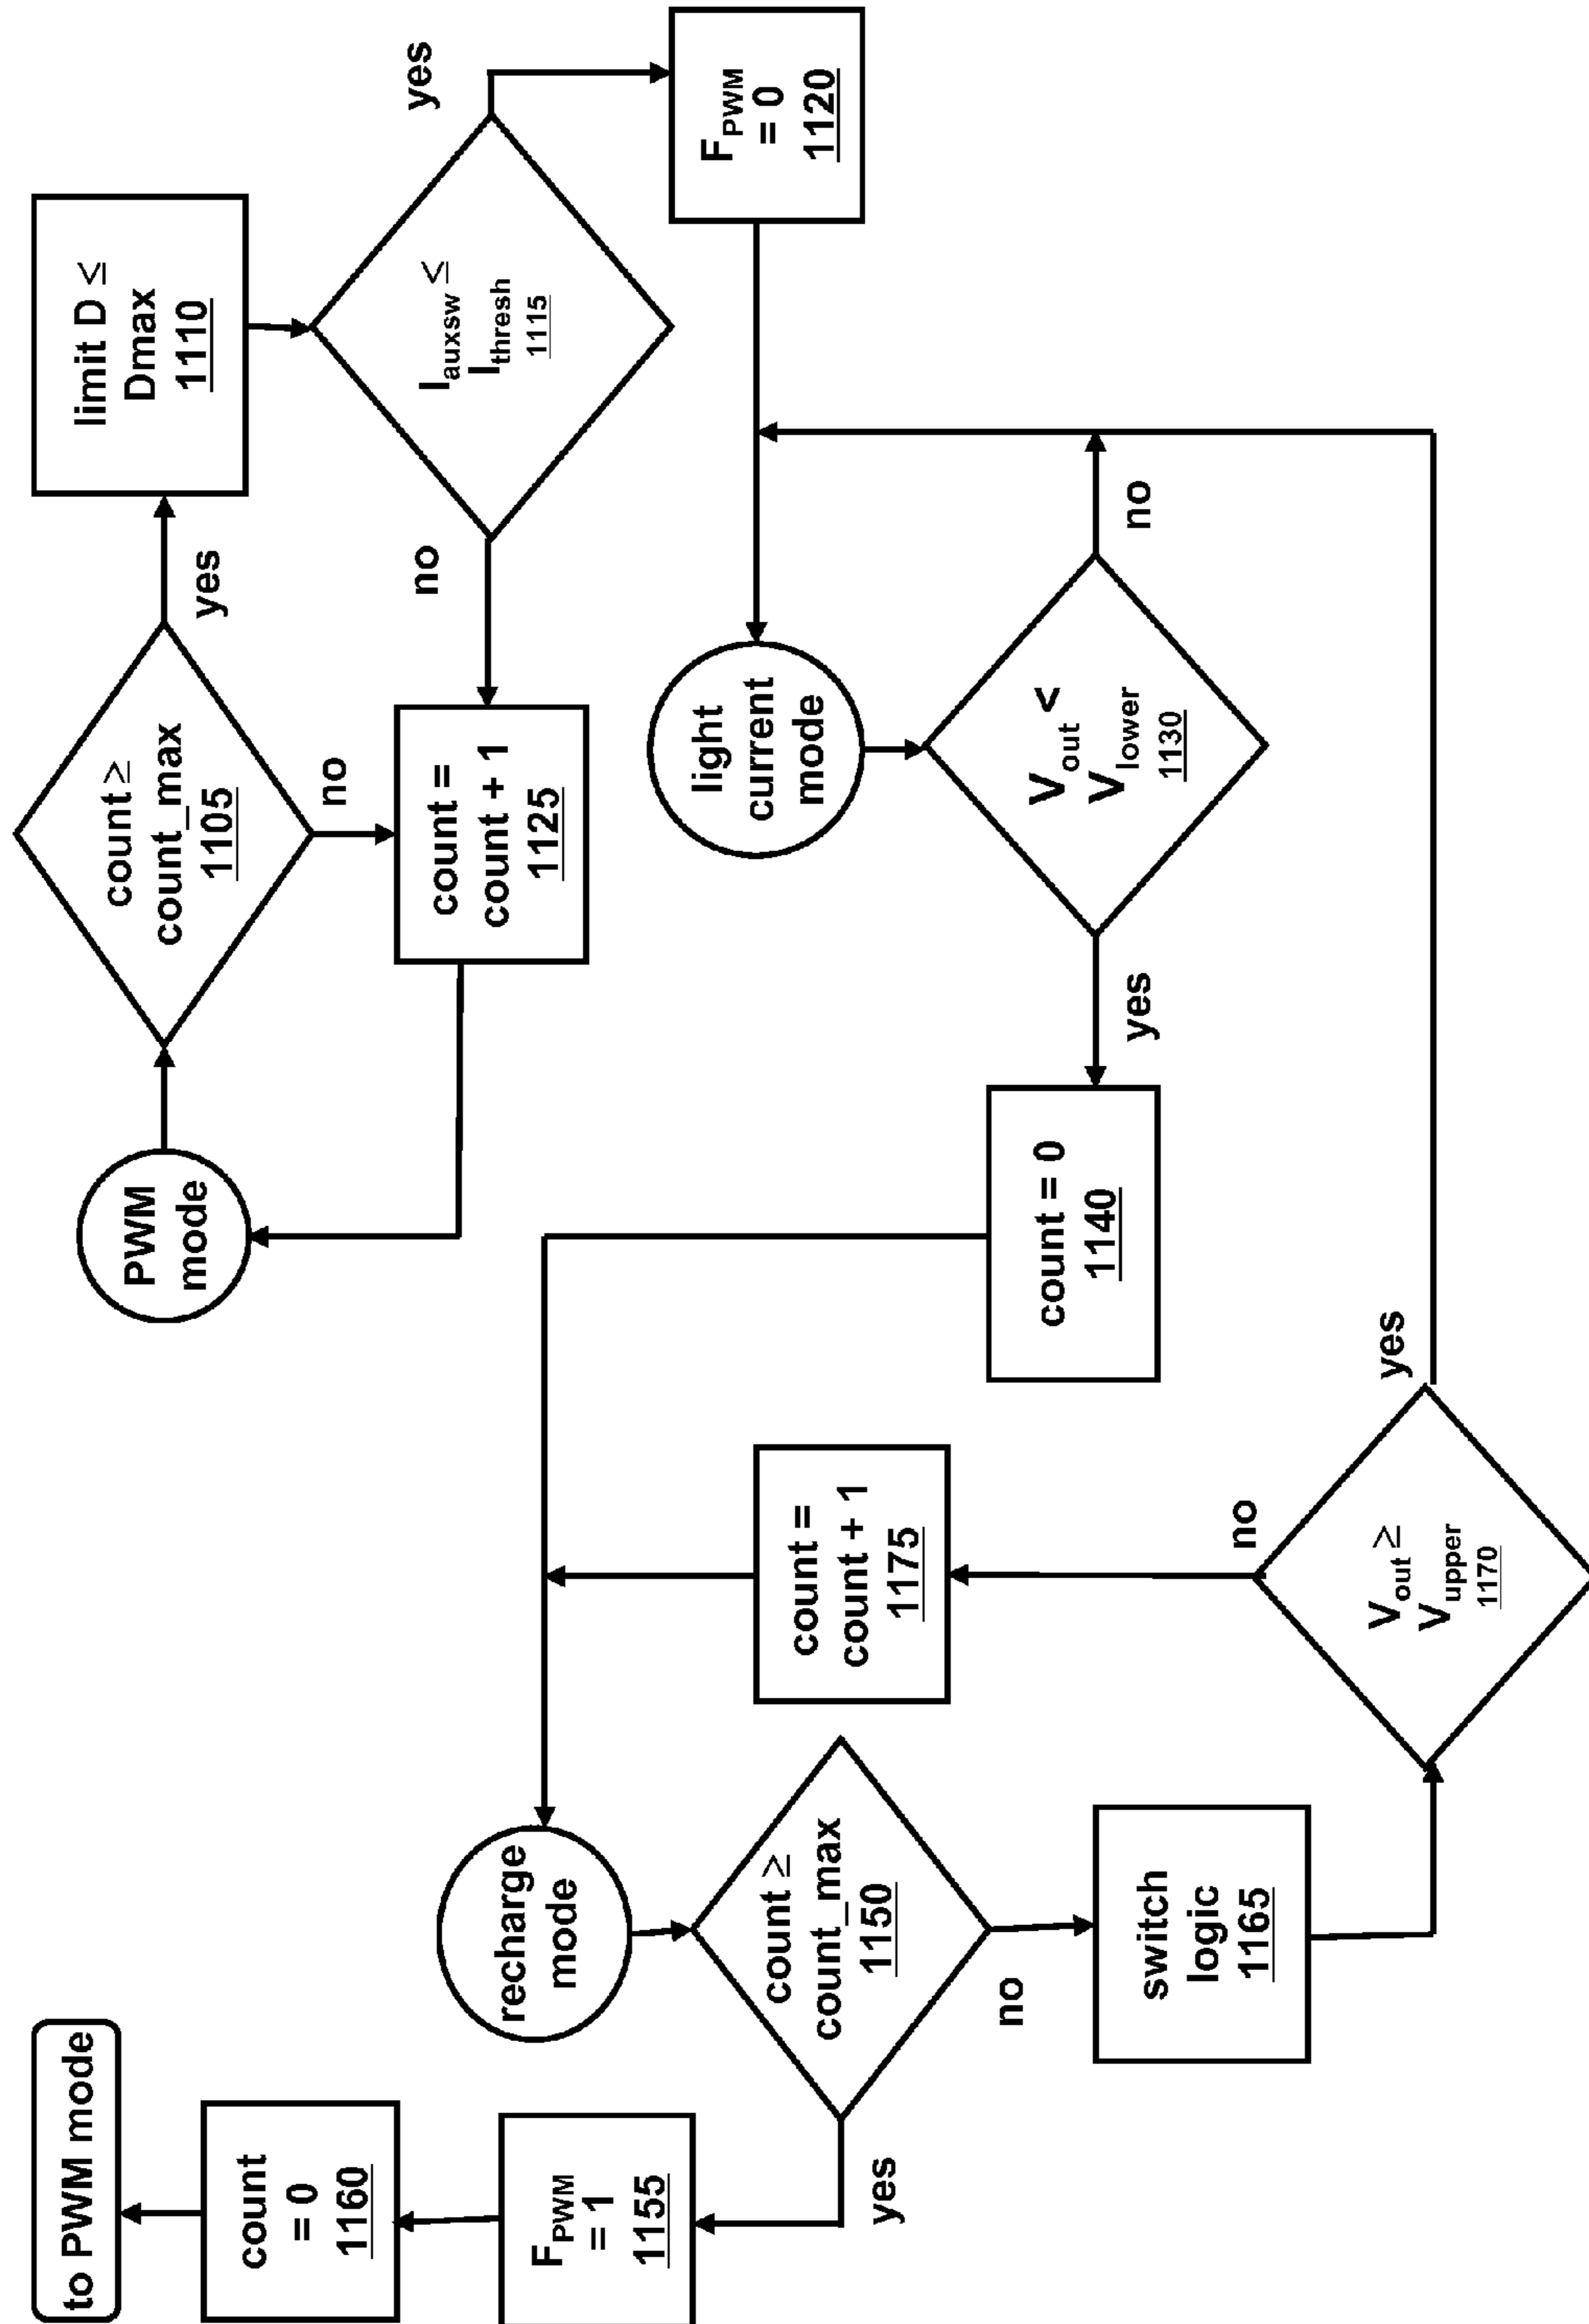 PWM
mode
count ≥
count_max
1105
yes
no
limit D ≤
Dmax
1110
I_auxsw ≤
I_thresh
1115
yes
no
F_PWM
= 0
1120
count =
count + 1
1125
light
current
mode
V_out <
V_lower
1130
no
yes
count = 0
1140
recharge
mode
count ≥
count_max
1150
yes
no
F_PWM
= 1
1155
count
= 0
1160
to PWM mode
switch
logic
1165
V_out ≥
V_upper
1170
yes
no
count =
count + 1
1175